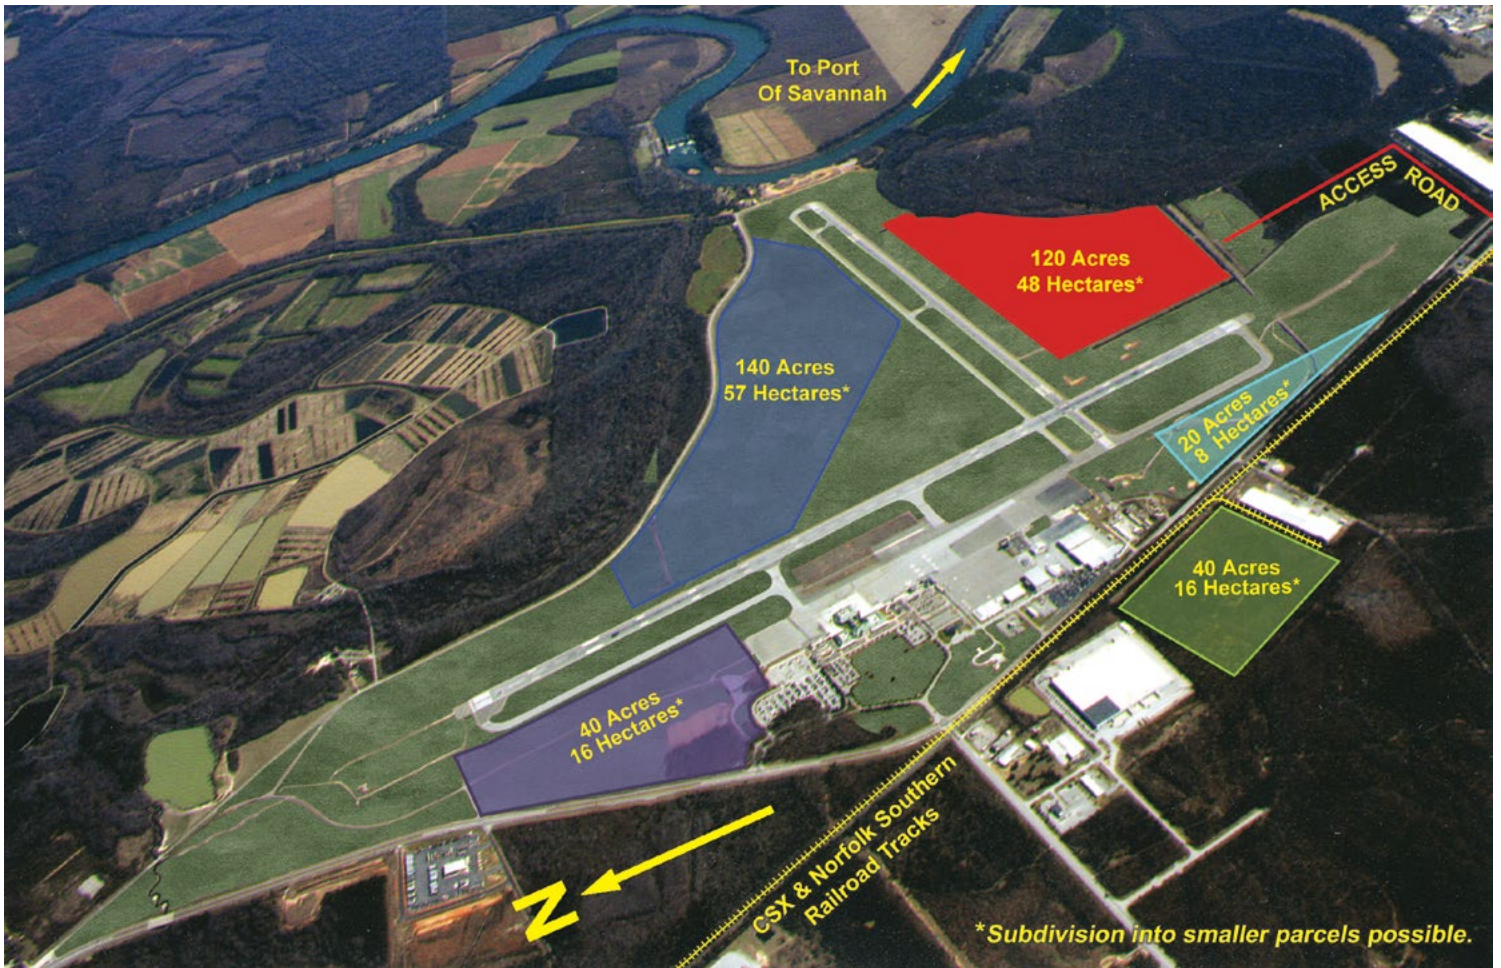 To Port
Of Savannah
ACCESS ROAD
120 Acres
48 Hectares*
140 Acres
57 Hectares*
20 Acres
8 Hectares*
40 Acres
16 Hectares*
40 Acres
16 Hectares*
CSX & Norfolk Southern
Railroad Tracks
N
*Subdivision into smaller parcels possible.